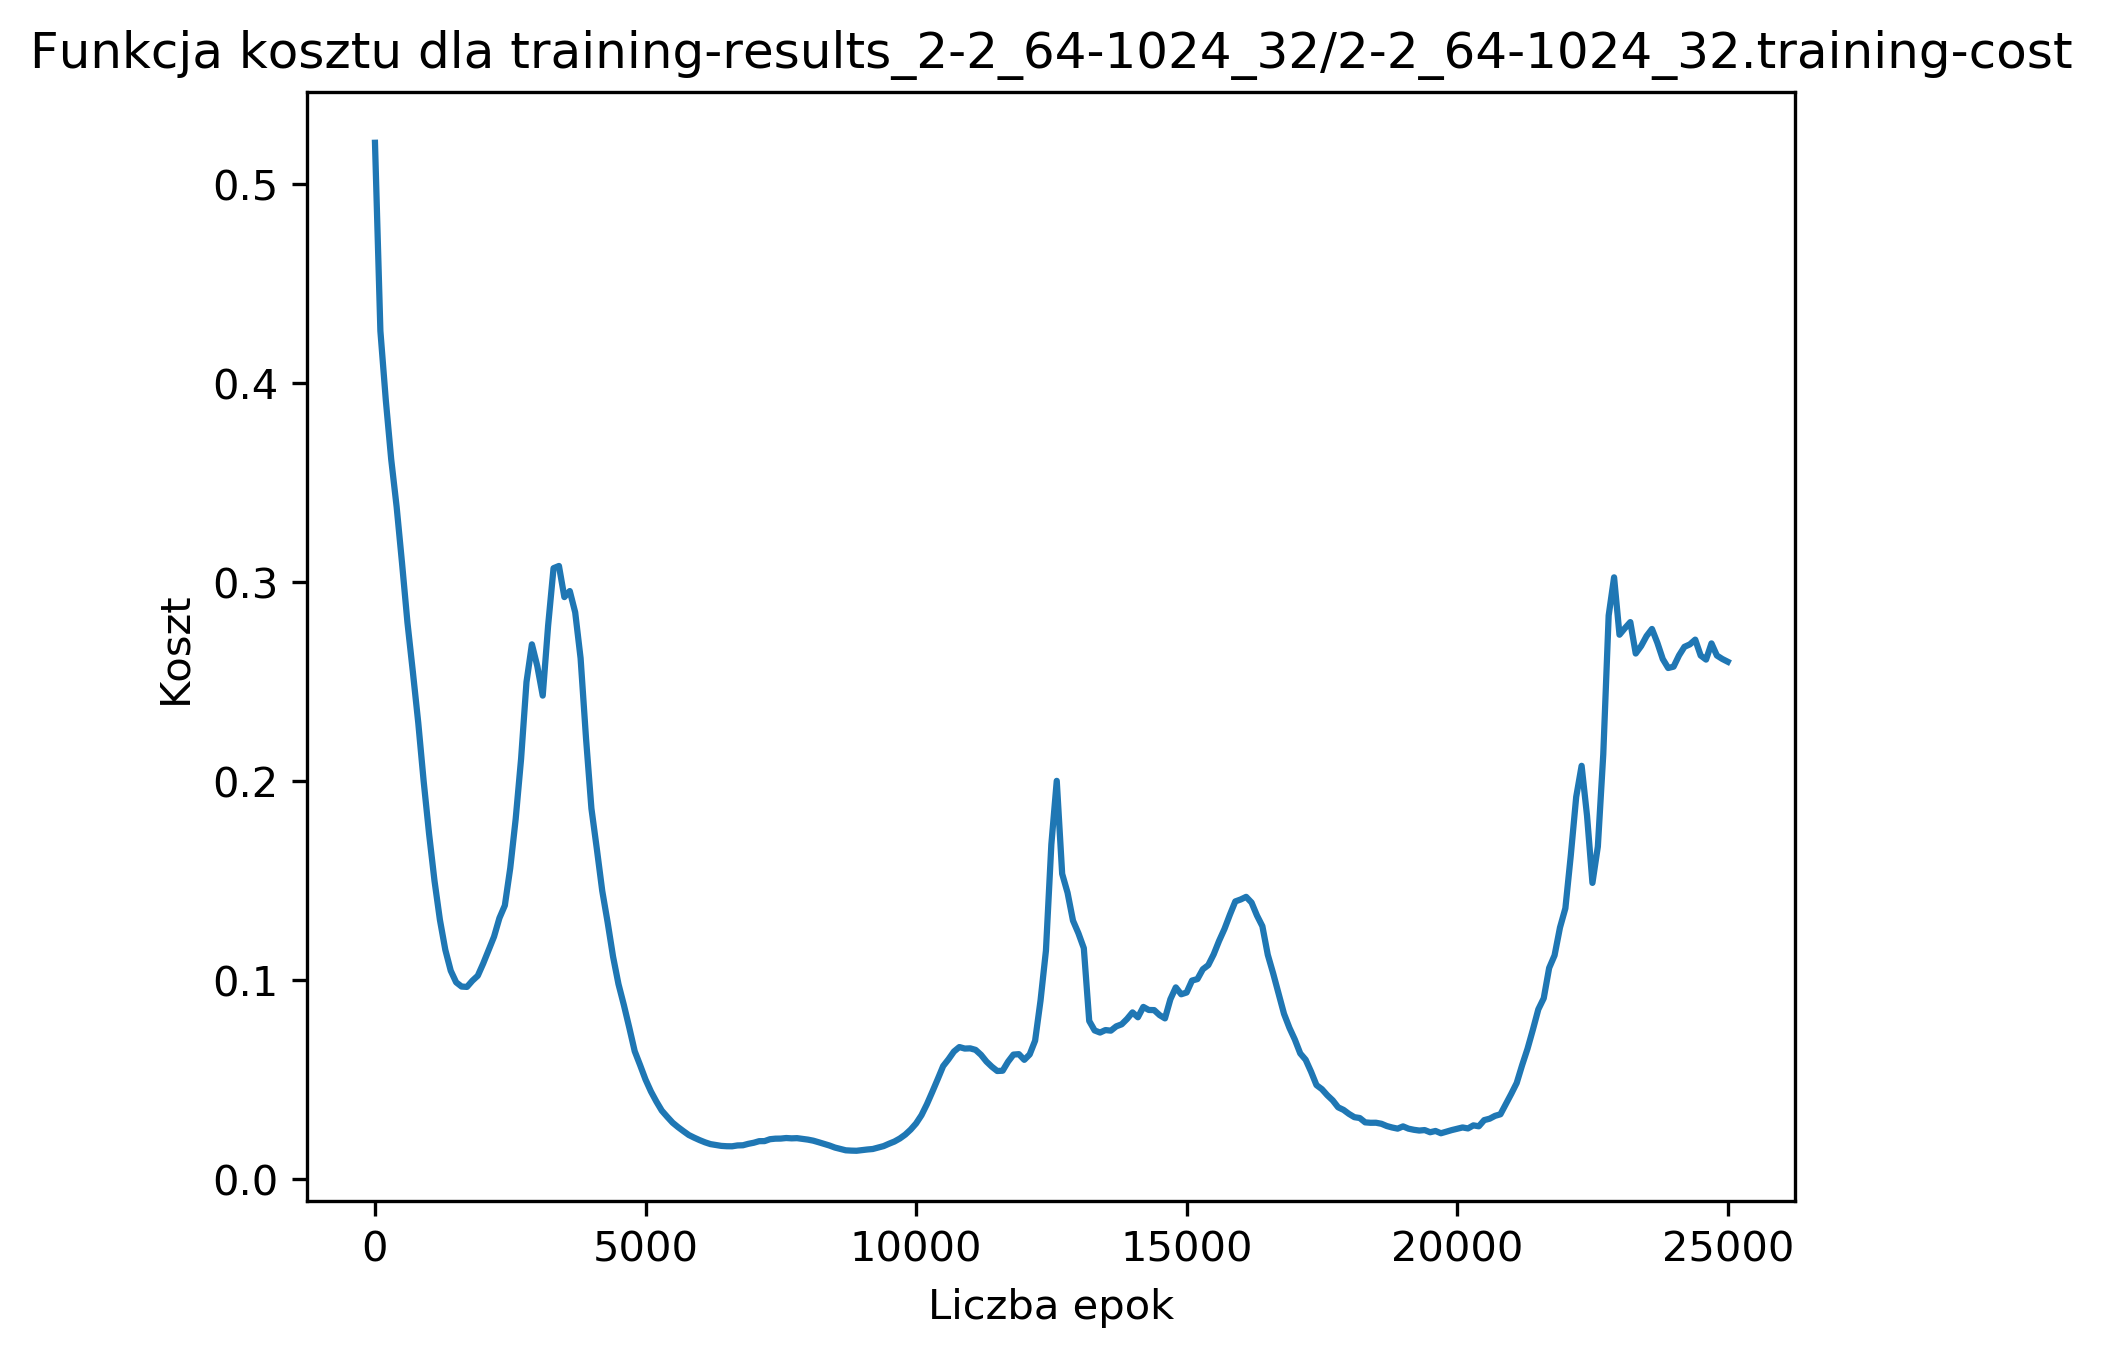 Funkcja kosztu dla training-results_2-2_64-1024_32/2-2_64-1024_32.training-cost
0.5
0.4
0.3
0.2
0.1
0.0
Koszt
0 5000 10000 15000 20000 25000
Liczba epok